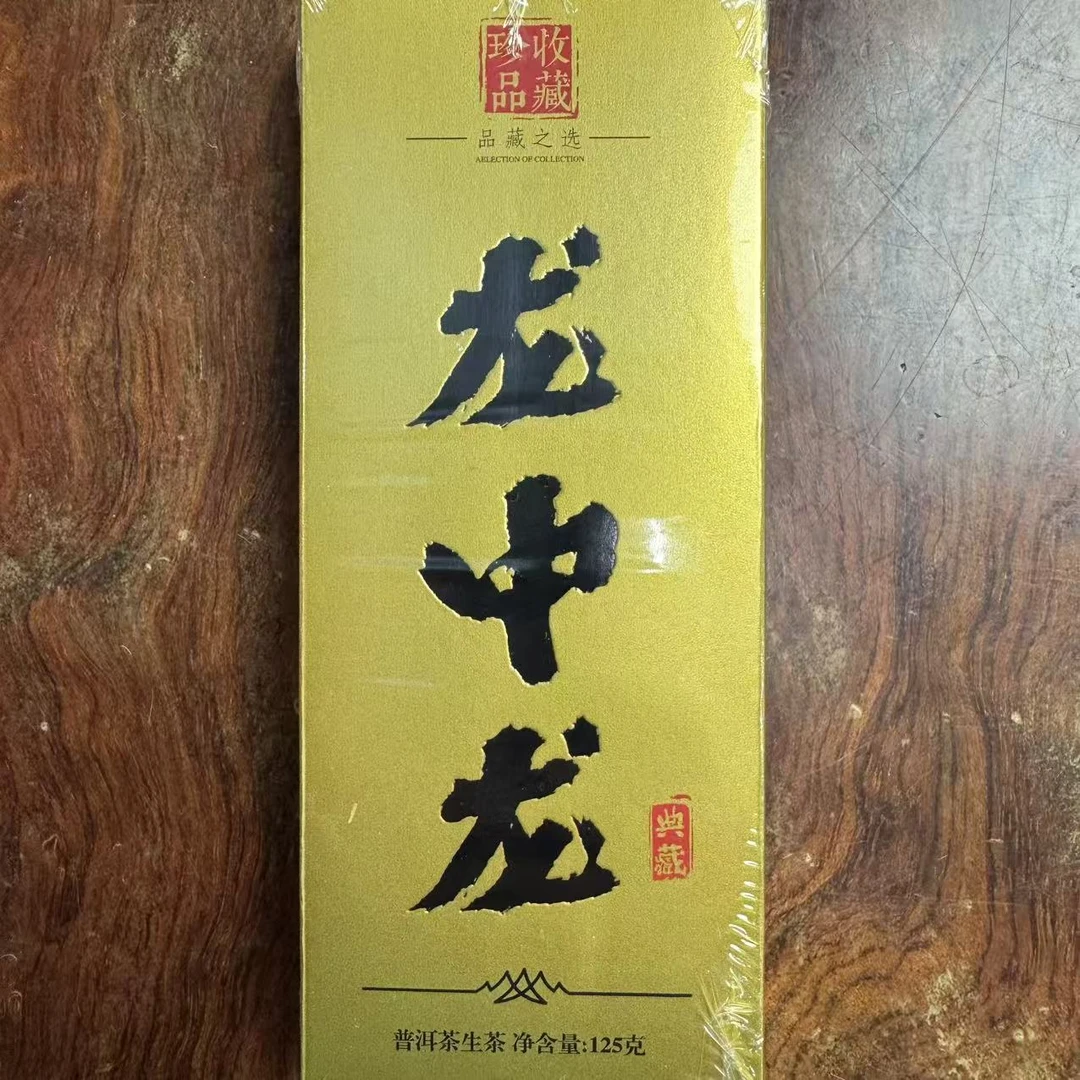 收藏
珍品
品藏之选
AELECTION OF COLLECTION
龙中龙
典藏
普洱茶生茶 净含量:125克